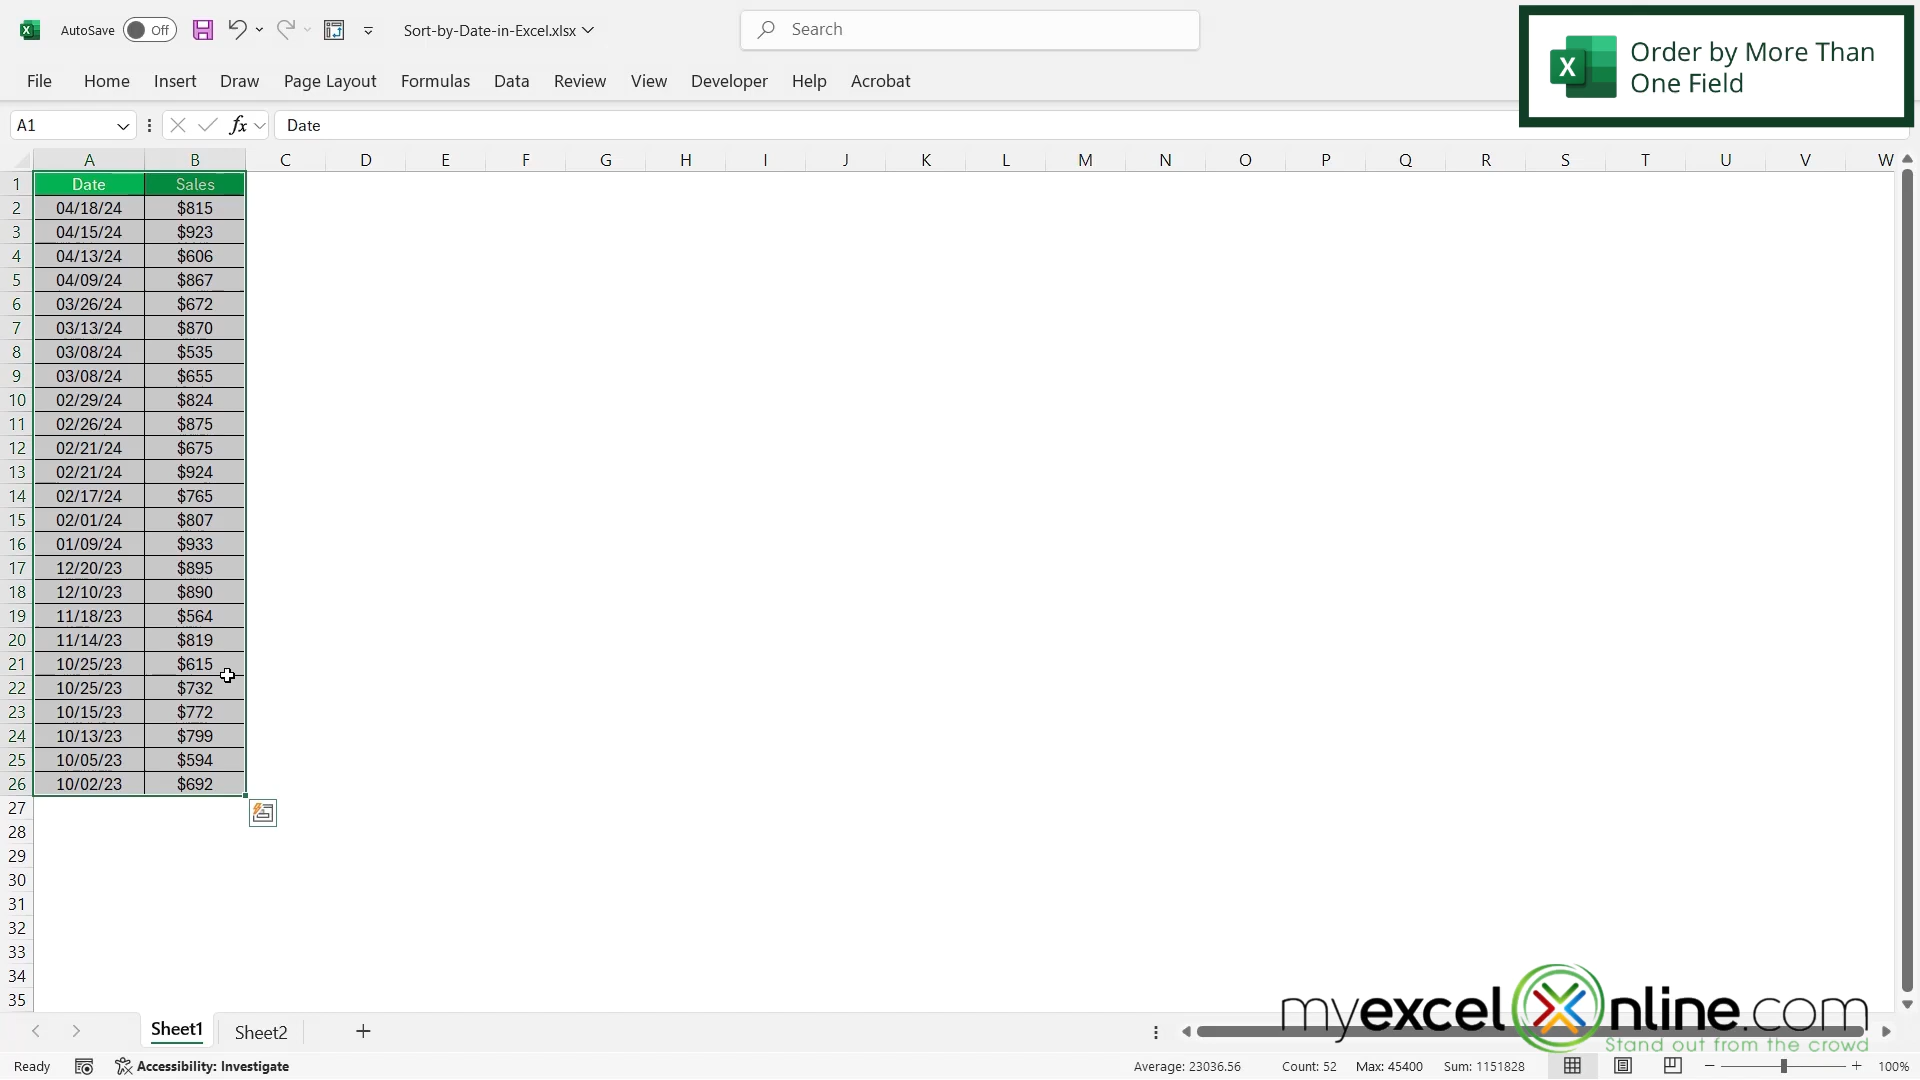 AutoSave Off Sort-by-Date-in-Excel.xlsx Search
Order by More Than
One Field
File Home Insert Draw Page Layout Formulas Data Review View Developer Help Acrobat
A1 fx Date
A B C D E F G H I J K L M N O P Q R S T U V W
1 Date Sales
2 04/18/24 $815
3 04/15/24 $923
4 04/13/24 $606
5 04/09/24 $867
6 03/26/24 $672
7 03/13/24 $870
8 03/08/24 $535
9 03/08/24 $655
10 02/29/24 $824
11 02/26/24 $875
12 02/21/24 $675
13 02/21/24 $924
14 02/17/24 $765
15 02/01/24 $807
16 01/09/24 $933
17 12/20/23 $895
18 12/10/23 $890
19 11/18/23 $564
20 11/14/23 $819
21 10/25/23 $615
22 10/25/23 $732
23 10/15/23 $772
24 10/13/23 $799
25 10/05/23 $594
26 10/02/23 $692
27
28
29
30
31
32
33
34
35
myexcelonline.com
Stand out from the crowd
Sheet1 Sheet2
Ready Accessibility: Investigate Average: 23036.56 Count: 52 Max: 45400 Sum: 1151828 100%